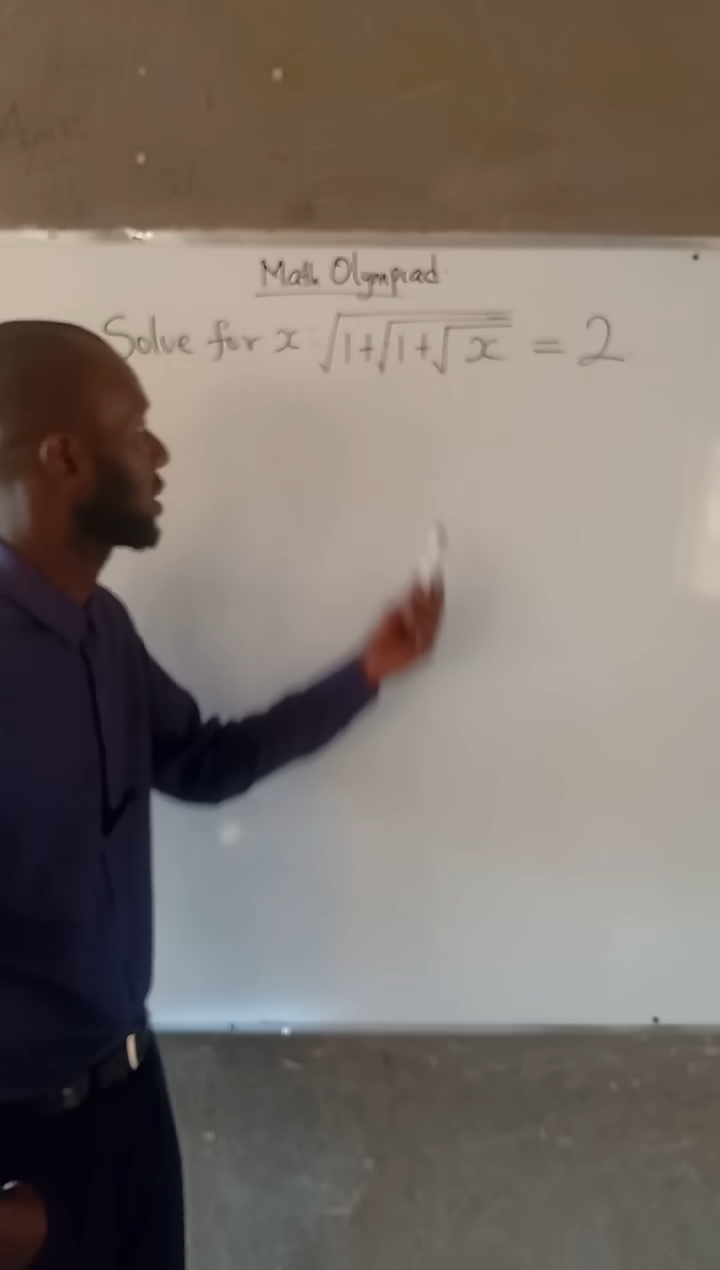 Math Olympiad
Solve for x : √(1+√(1+√x)) = 2